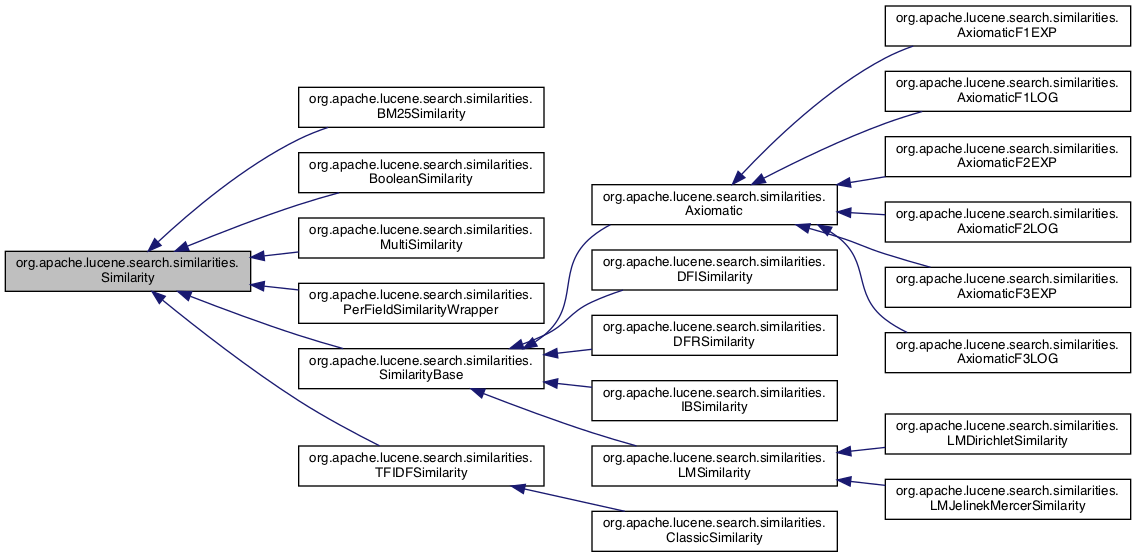 org.apache.lucene.search.similarities.
Similarity
org.apache.lucene.search.similarities.
BM25Similarity
org.apache.lucene.search.similarities.
BooleanSimilarity
org.apache.lucene.search.similarities.
MultiSimilarity
org.apache.lucene.search.similarities.
PerFieldSimilarityWrapper
org.apache.lucene.search.similarities.
SimilarityBase
org.apache.lucene.search.similarities.
TFIDFSimilarity
org.apache.lucene.search.similarities.
Axiomatic
org.apache.lucene.search.similarities.
DFISimilarity
org.apache.lucene.search.similarities.
DFRSimilarity
org.apache.lucene.search.similarities.
IBSimilarity
org.apache.lucene.search.similarities.
LMSimilarity
org.apache.lucene.search.similarities.
ClassicSimilarity
org.apache.lucene.search.similarities.
AxiomaticF1EXP
org.apache.lucene.search.similarities.
AxiomaticF1LOG
org.apache.lucene.search.similarities.
AxiomaticF2EXP
org.apache.lucene.search.similarities.
AxiomaticF2LOG
org.apache.lucene.search.similarities.
AxiomaticF3EXP
org.apache.lucene.search.similarities.
AxiomaticF3LOG
org.apache.lucene.search.similarities.
LMDirichletSimilarity
org.apache.lucene.search.similarities.
LMJelinekMercerSimilarity